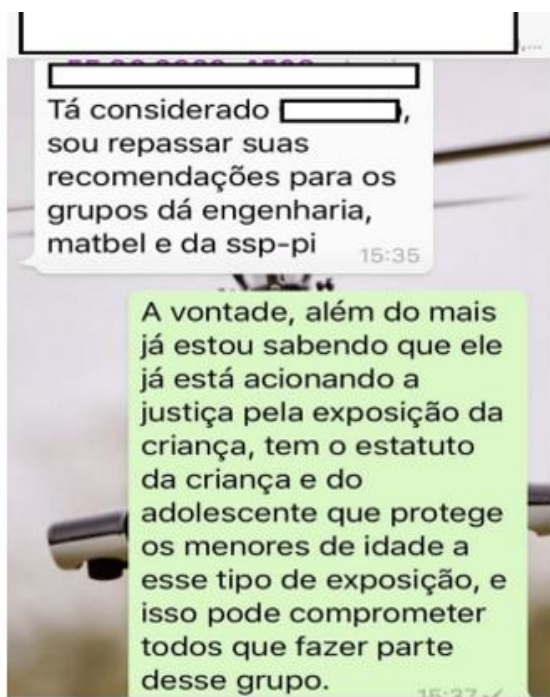 Tá considerado ,
sou repassar suas
recomendações para os
grupos dá engenharia,
matbel e da ssp-pi
15:35
A vontade, além do mais
já estou sabendo que ele
já está acionando a
justiça pela exposição da
criança, tem o estatuto
da criança e do
adolescente que protege
os menores de idade a
esse tipo de exposição, e
isso pode comprometer
todos que fazer parte
desse grupo.
15:37